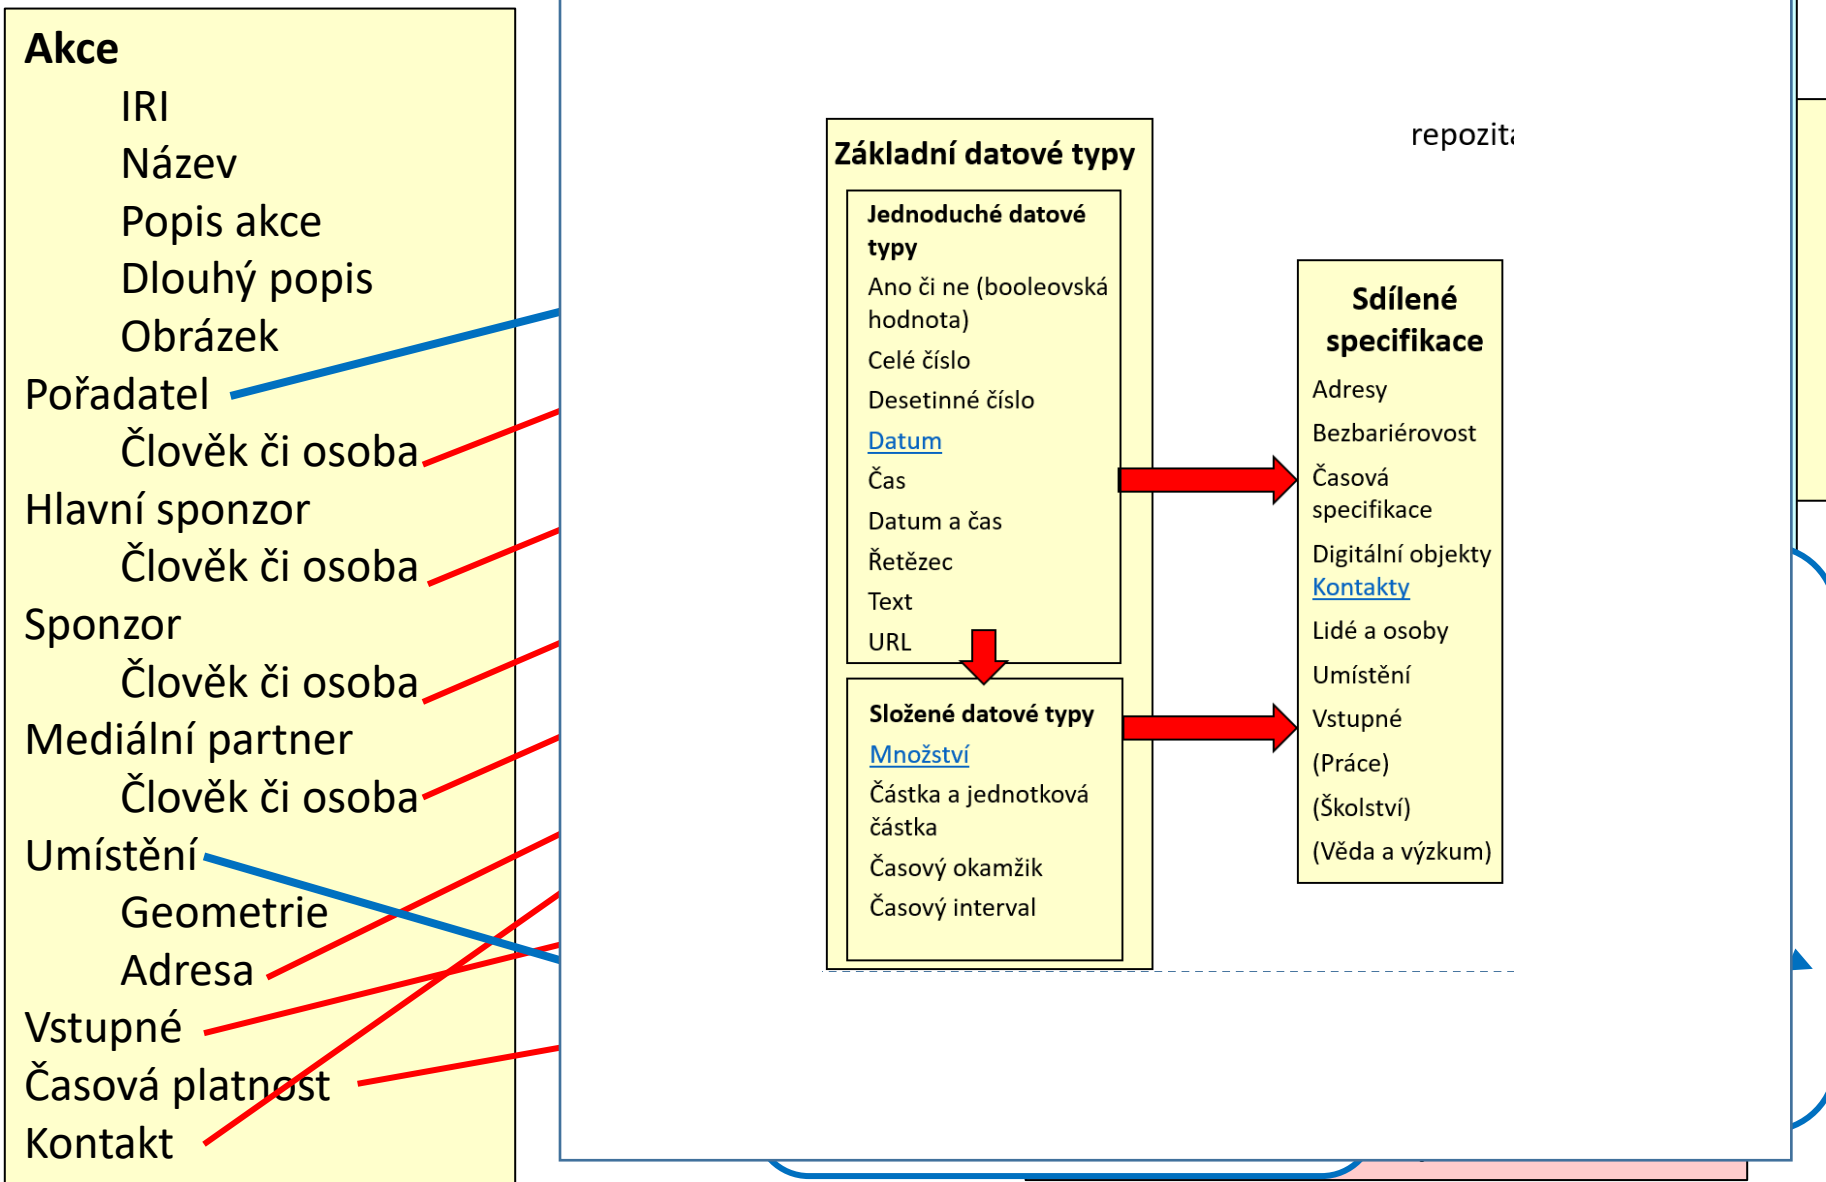 Akce
IRI
Název
Popis akce
Dlouhý popis
Obrázek
Pořadatel
Člověk či osoba
Hlavní sponzor
Člověk či osoba
Sponzor
Člověk či osoba
Mediální partner
Člověk či osoba
Umístění
Geometrie
Adresa
Vstupné
Časová platnost
Kontakt
Základní datové typy
Jednoduché datové
typy
Ano či ne (booleovská
hodnota)
Celé číslo
Desetinné číslo
Datum
Čas
Datum a čas
Řetězec
Text
URL
Složené datové typy
Množství
Částka a jednotková
částka
Časový okamžik
Časový interval
Sdílené
specifikace
Adresy
Bezbariérovost
Časová
specifikace
Digitální objekty
Kontakty
Lidé a osoby
Umístění
Vstupné
(Práce)
(Školství)
(Věda a výzkum)